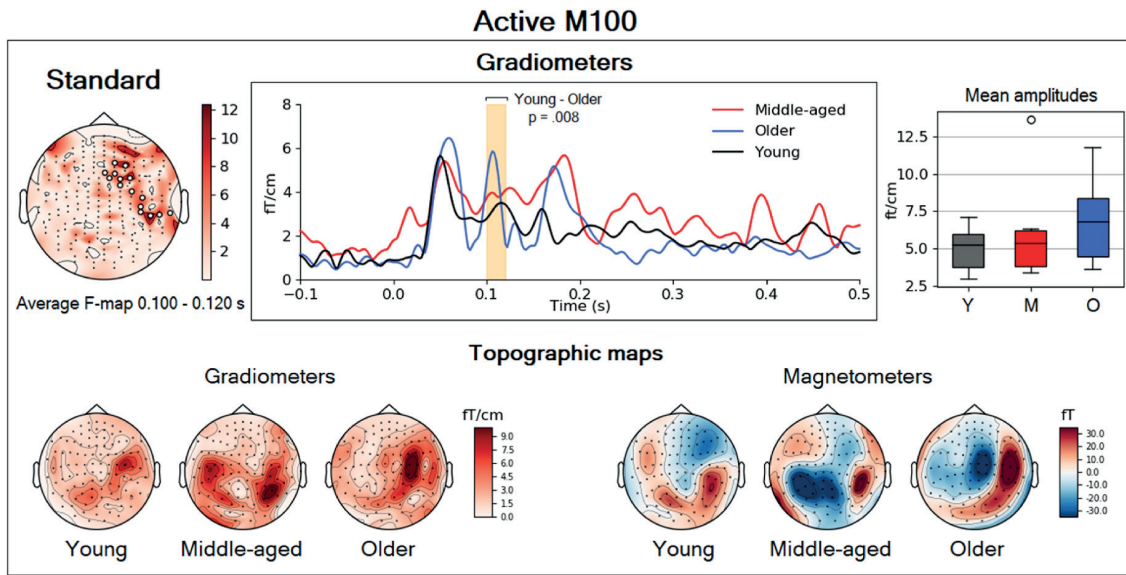 Active M100
Standard
12
10
8
6
4
2
Average F-map 0.100 - 0.120 s
Gradiometers
Young - Older
p = .008
Middle-aged
Older
Young
fT/cm
8
6
4
2
0
−0.1
0.0
0.1
0.2
0.3
0.4
0.5
Time (s)
Mean amplitudes
ft/cm
12.5
10.0
7.5
5.0
2.5
Y
M
O
Topographic maps
Gradiometers
fT/cm
9.0
7.5
6.0
4.5
3.0
1.5
0.0
Young
Middle-aged
Older
Magnetometers
fT
30.0
20.0
10.0
0.0
-10.0
-20.0
-30.0
Young
Middle-aged
Older